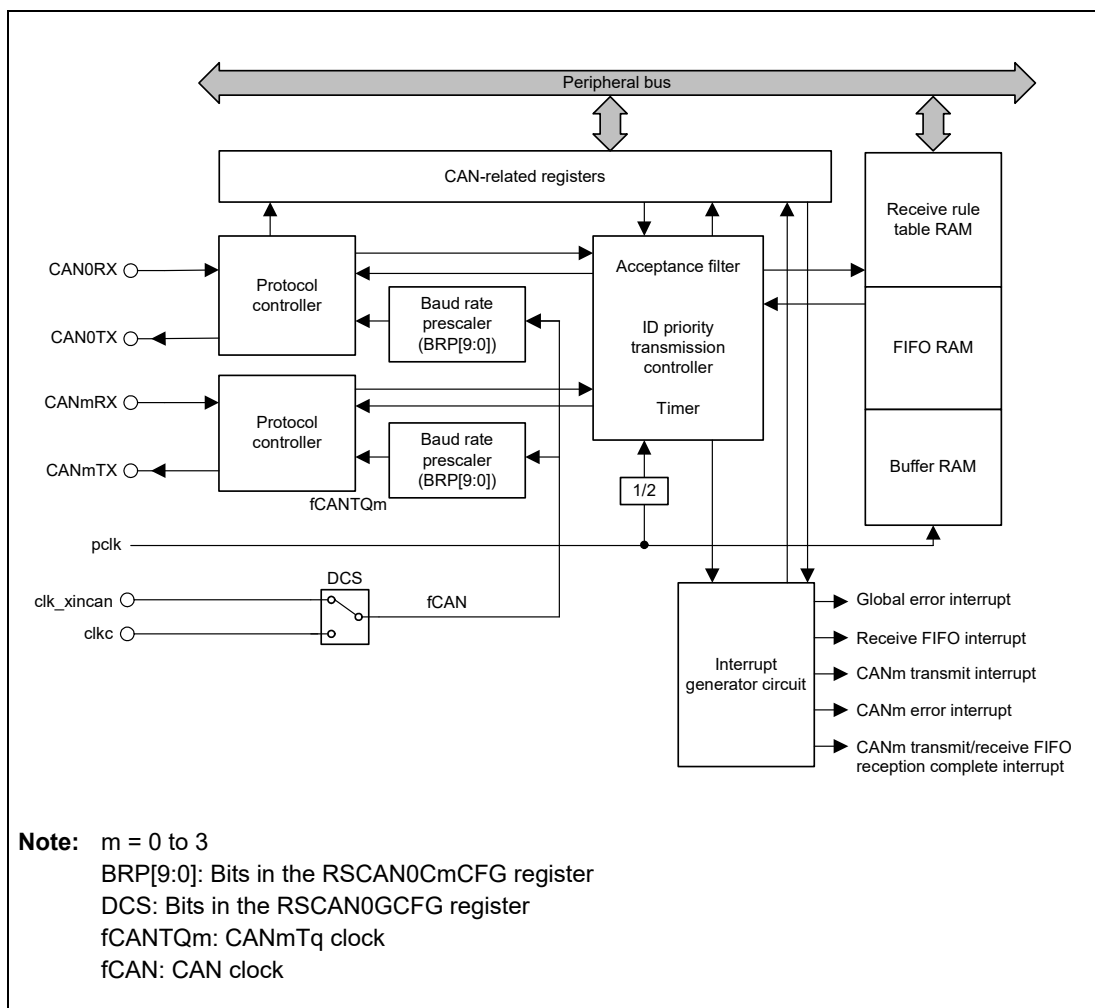 Peripheral bus
CAN-related registers
Receive rule
table RAM
FIFO RAM
Buffer RAM
CAN0RX
CAN0TX
Protocol
controller
Baud rate
prescaler
(BRP[9:0])
Acceptance filter
ID priority
transmission
controller
Timer
CANmRX
CANmTX
Protocol
controller
Baud rate
prescaler
(BRP[9:0])
fCANTQm
1/2
pclk
DCS
clk_xincan
clkc
fCAN
Interrupt
generator circuit
Global error interrupt
Receive FIFO interrupt
CANm transmit interrupt
CANm error interrupt
CANm transmit/receive FIFO
reception complete interrupt
Note: m = 0 to 3
BRP[9:0]: Bits in the RSCAN0CmCFG register
DCS: Bits in the RSCAN0GCFG register
fCANTQm: CANmTq clock
fCAN: CAN clock